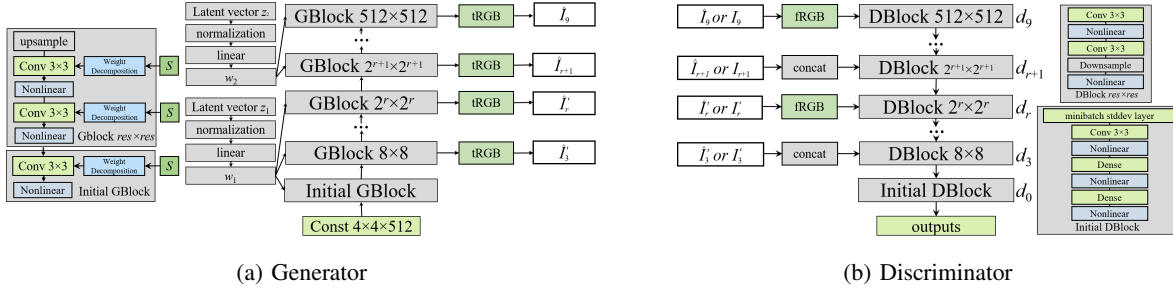 upsample
Conv 3×3
Weight
Decomposition
S
Nonlinear
Conv 3×3
Weight
Decomposition
S
Nonlinear
Gblock res×res
Conv 3×3
Weight
Decomposition
S
Nonlinear
Initial GBlock
Latent vector z₂
normalization
linear
w₂
Latent vector z₁
normalization
linear
w₁
GBlock 512×512
tRGB
Î₉
...
GBlock 2ʳ⁺¹×2ʳ⁺¹
tRGB
Îᵣ₊₁
GBlock 2ʳ×2ʳ
tRGB
Îᵣ′
...
GBlock 8×8
tRGB
Î₃′
Initial GBlock
Const 4×4×512
(a) Generator
Î₉ or I₉
fRGB
DBlock 512×512
d₉
...
Îᵣ₊₁ or Iᵣ₊₁
concat
DBlock 2ʳ⁺¹×2ʳ⁺¹
dᵣ₊₁
Îᵣ′ or Iᵣ′
fRGB
DBlock 2ʳ×2ʳ
dᵣ
...
Î₃′ or I₃′
concat
DBlock 8×8
d₃
Initial DBlock
d₀
outputs
Conv 3×3
Nonlinear
Conv 3×3
Downsample
Nonlinear
DBlock res×res
minibatch stddev layer
Conv 3×3
Nonlinear
Dense
Nonlinear
Dense
Nonlinear
Initial DBlock
(b) Discriminator